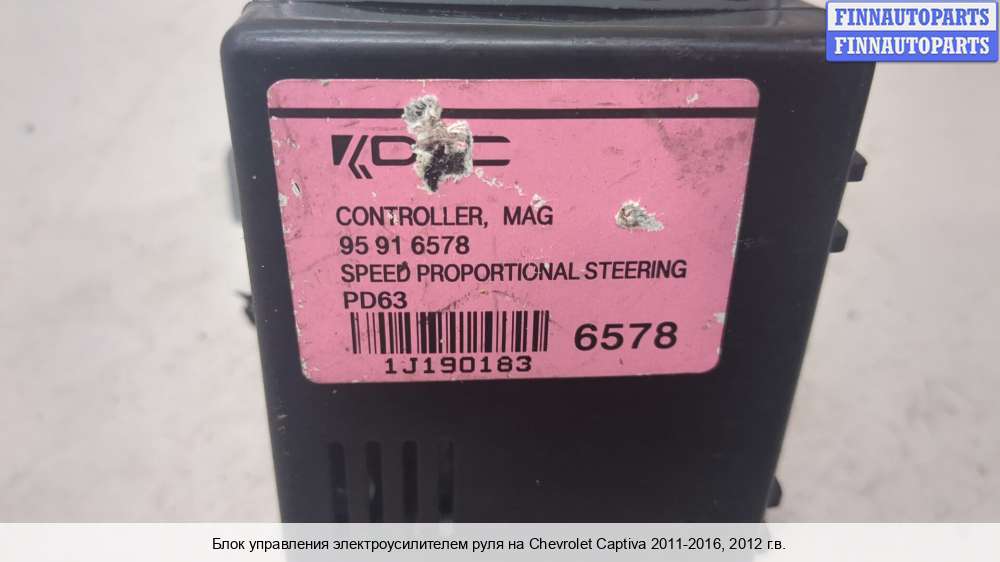 FINNAUTOPARTS
FINNAUTOPARTS
CONTROLLER, MAG
95 91 6578
SPEED PROPORTIONAL STEERING
PD63
6578
1J190183
Блок управления электроусилителем руля на Chevrolet Captiva 2011-2016, 2012 г.в.